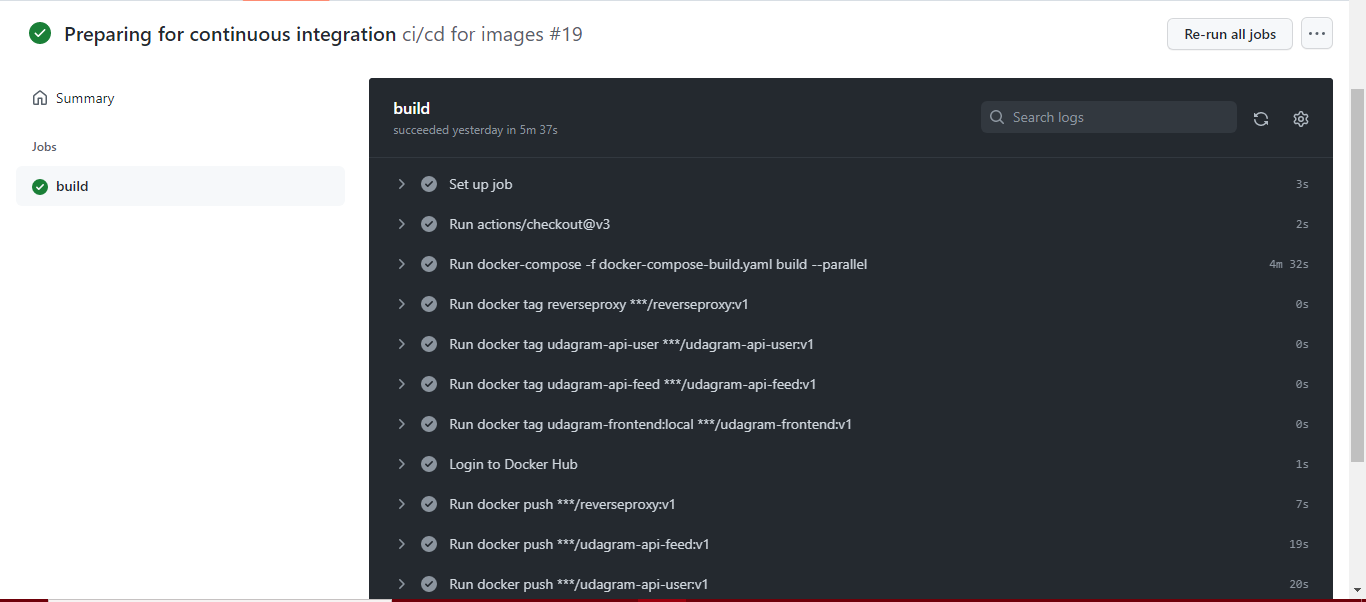 Preparing for continuous integration ci/cd for images #19
Re-run all jobs
Summary
Jobs
build
build
succeeded yesterday in 5m 37s
Search logs
Set up job 3s
Run actions/checkout@v3 2s
Run docker-compose -f docker-compose-build.yaml build --parallel 4m 32s
Run docker tag reverseproxy ***/reverseproxy:v1 0s
Run docker tag udagram-api-user ***/udagram-api-user:v1 0s
Run docker tag udagram-api-feed ***/udagram-api-feed:v1 0s
Run docker tag udagram-frontend:local ***/udagram-frontend:v1 0s
Login to Docker Hub 1s
Run docker push ***/reverseproxy:v1 7s
Run docker push ***/udagram-api-feed:v1 19s
Run docker push ***/udagram-api-user:v1 20s